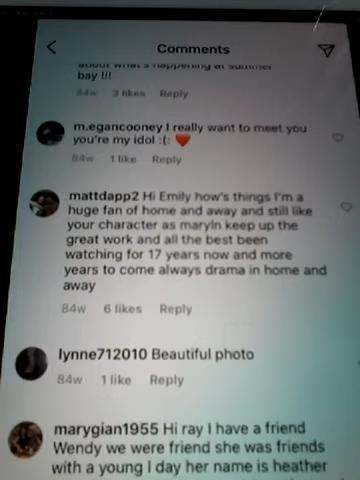 Comments
about what's happening at summer
bay !!!
84w 3 likes Reply
m.egancooney I really want to meet you
you're my idol :(: ❤️
84w 1 like Reply
mattdapp2 Hi Emily how's things I'm a
huge fan of home and away and still like
your character as maryln keep up the
great work and all the best been
watching for 17 years now and more
years to come always drama in home and
away
84w 6 likes Reply
lynne712010 Beautiful photo
84w 1 like Reply
marygian1955 Hi ray I have a friend
Wendy we were friend she was friends
with a young I day her name is heather